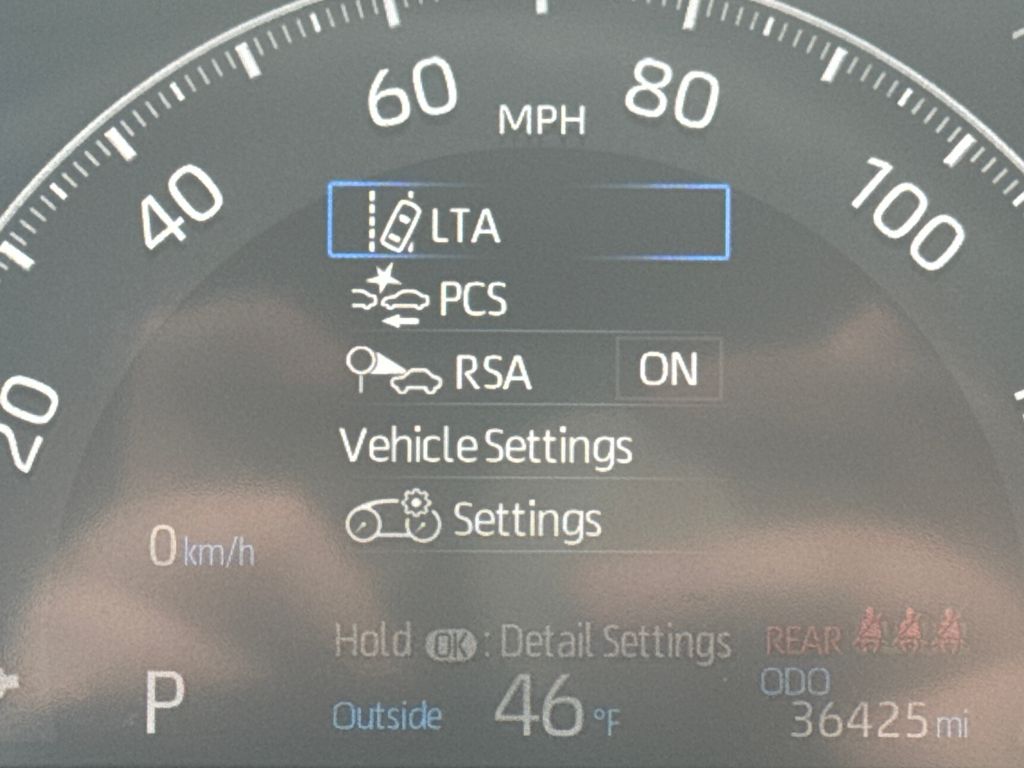 60
80
MPH
40
100
LTA
PCS
20
RSA ON
Vehicle Settings
Settings
0 km/h
Hold OK : Detail Settings
REAR
ODO
P
Outside 46 °F
36425 mi